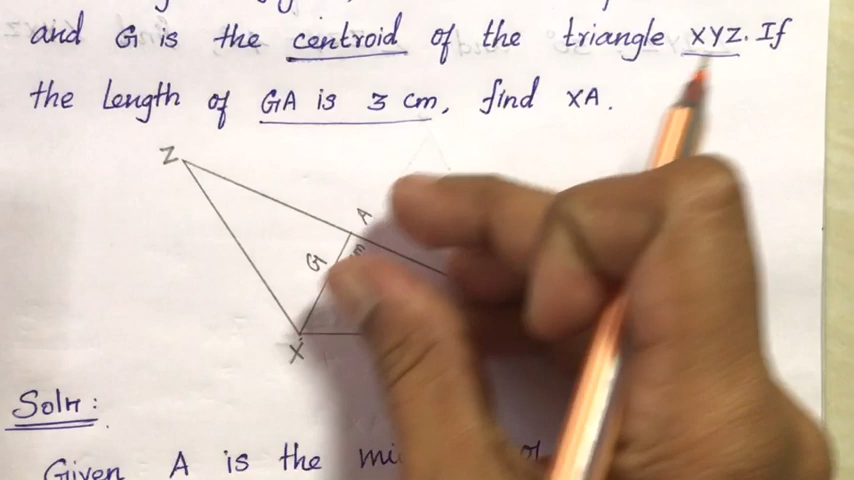 and G is the centroid of the triangle XYZ. If
the length of GA is 3 cm, find XA.
Z
A
G
X
Soln:
Given A is the